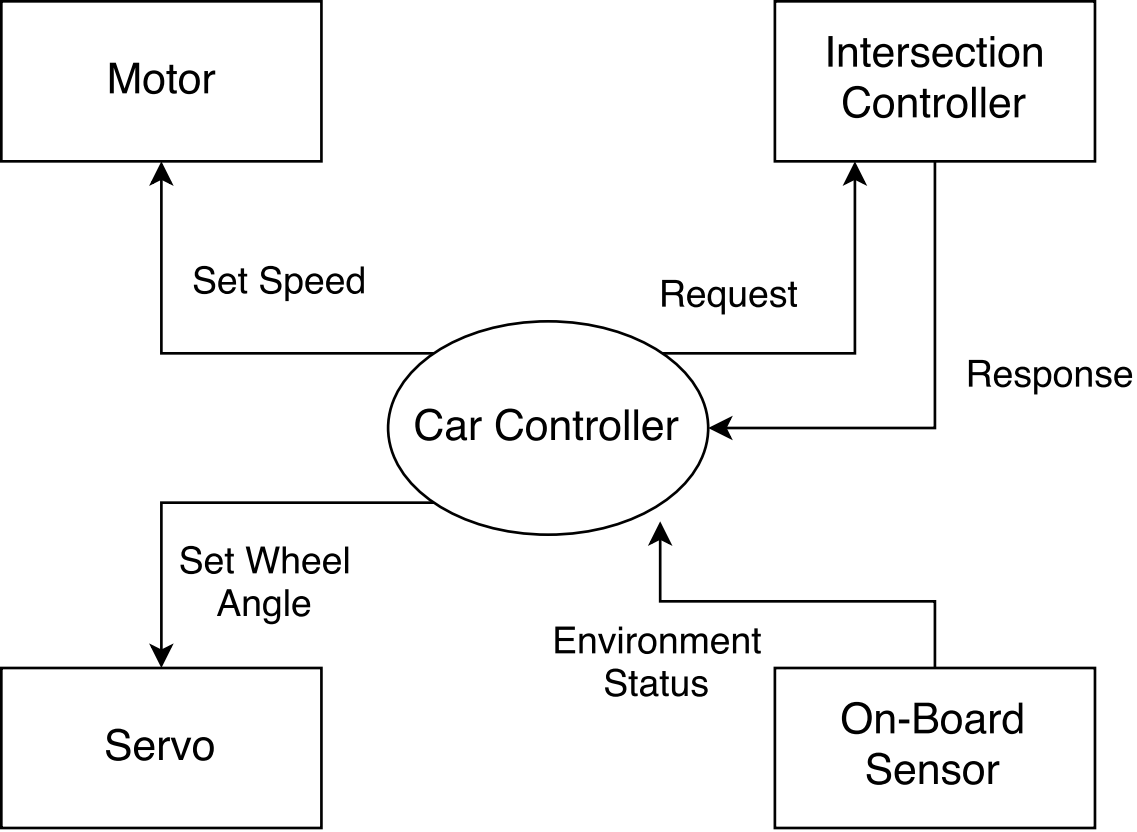 Motor
Intersection
Controller
Set Speed
Request
Response
Car Controller
Set Wheel
Angle
Environment
Status
Servo
On-Board
Sensor